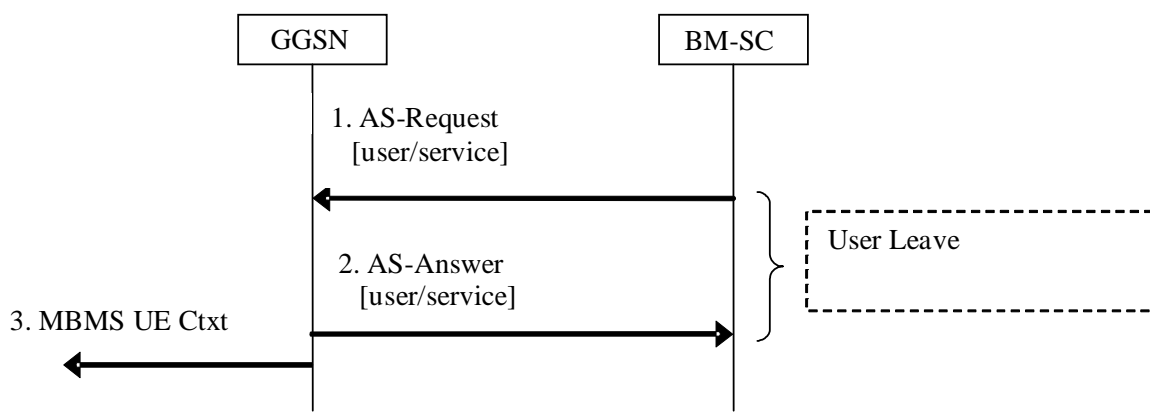 GGSN
BM-SC
1. AS-Request
[user/service]
User Leave
2. AS-Answer
[user/service]
3. MBMS UE Ctxt